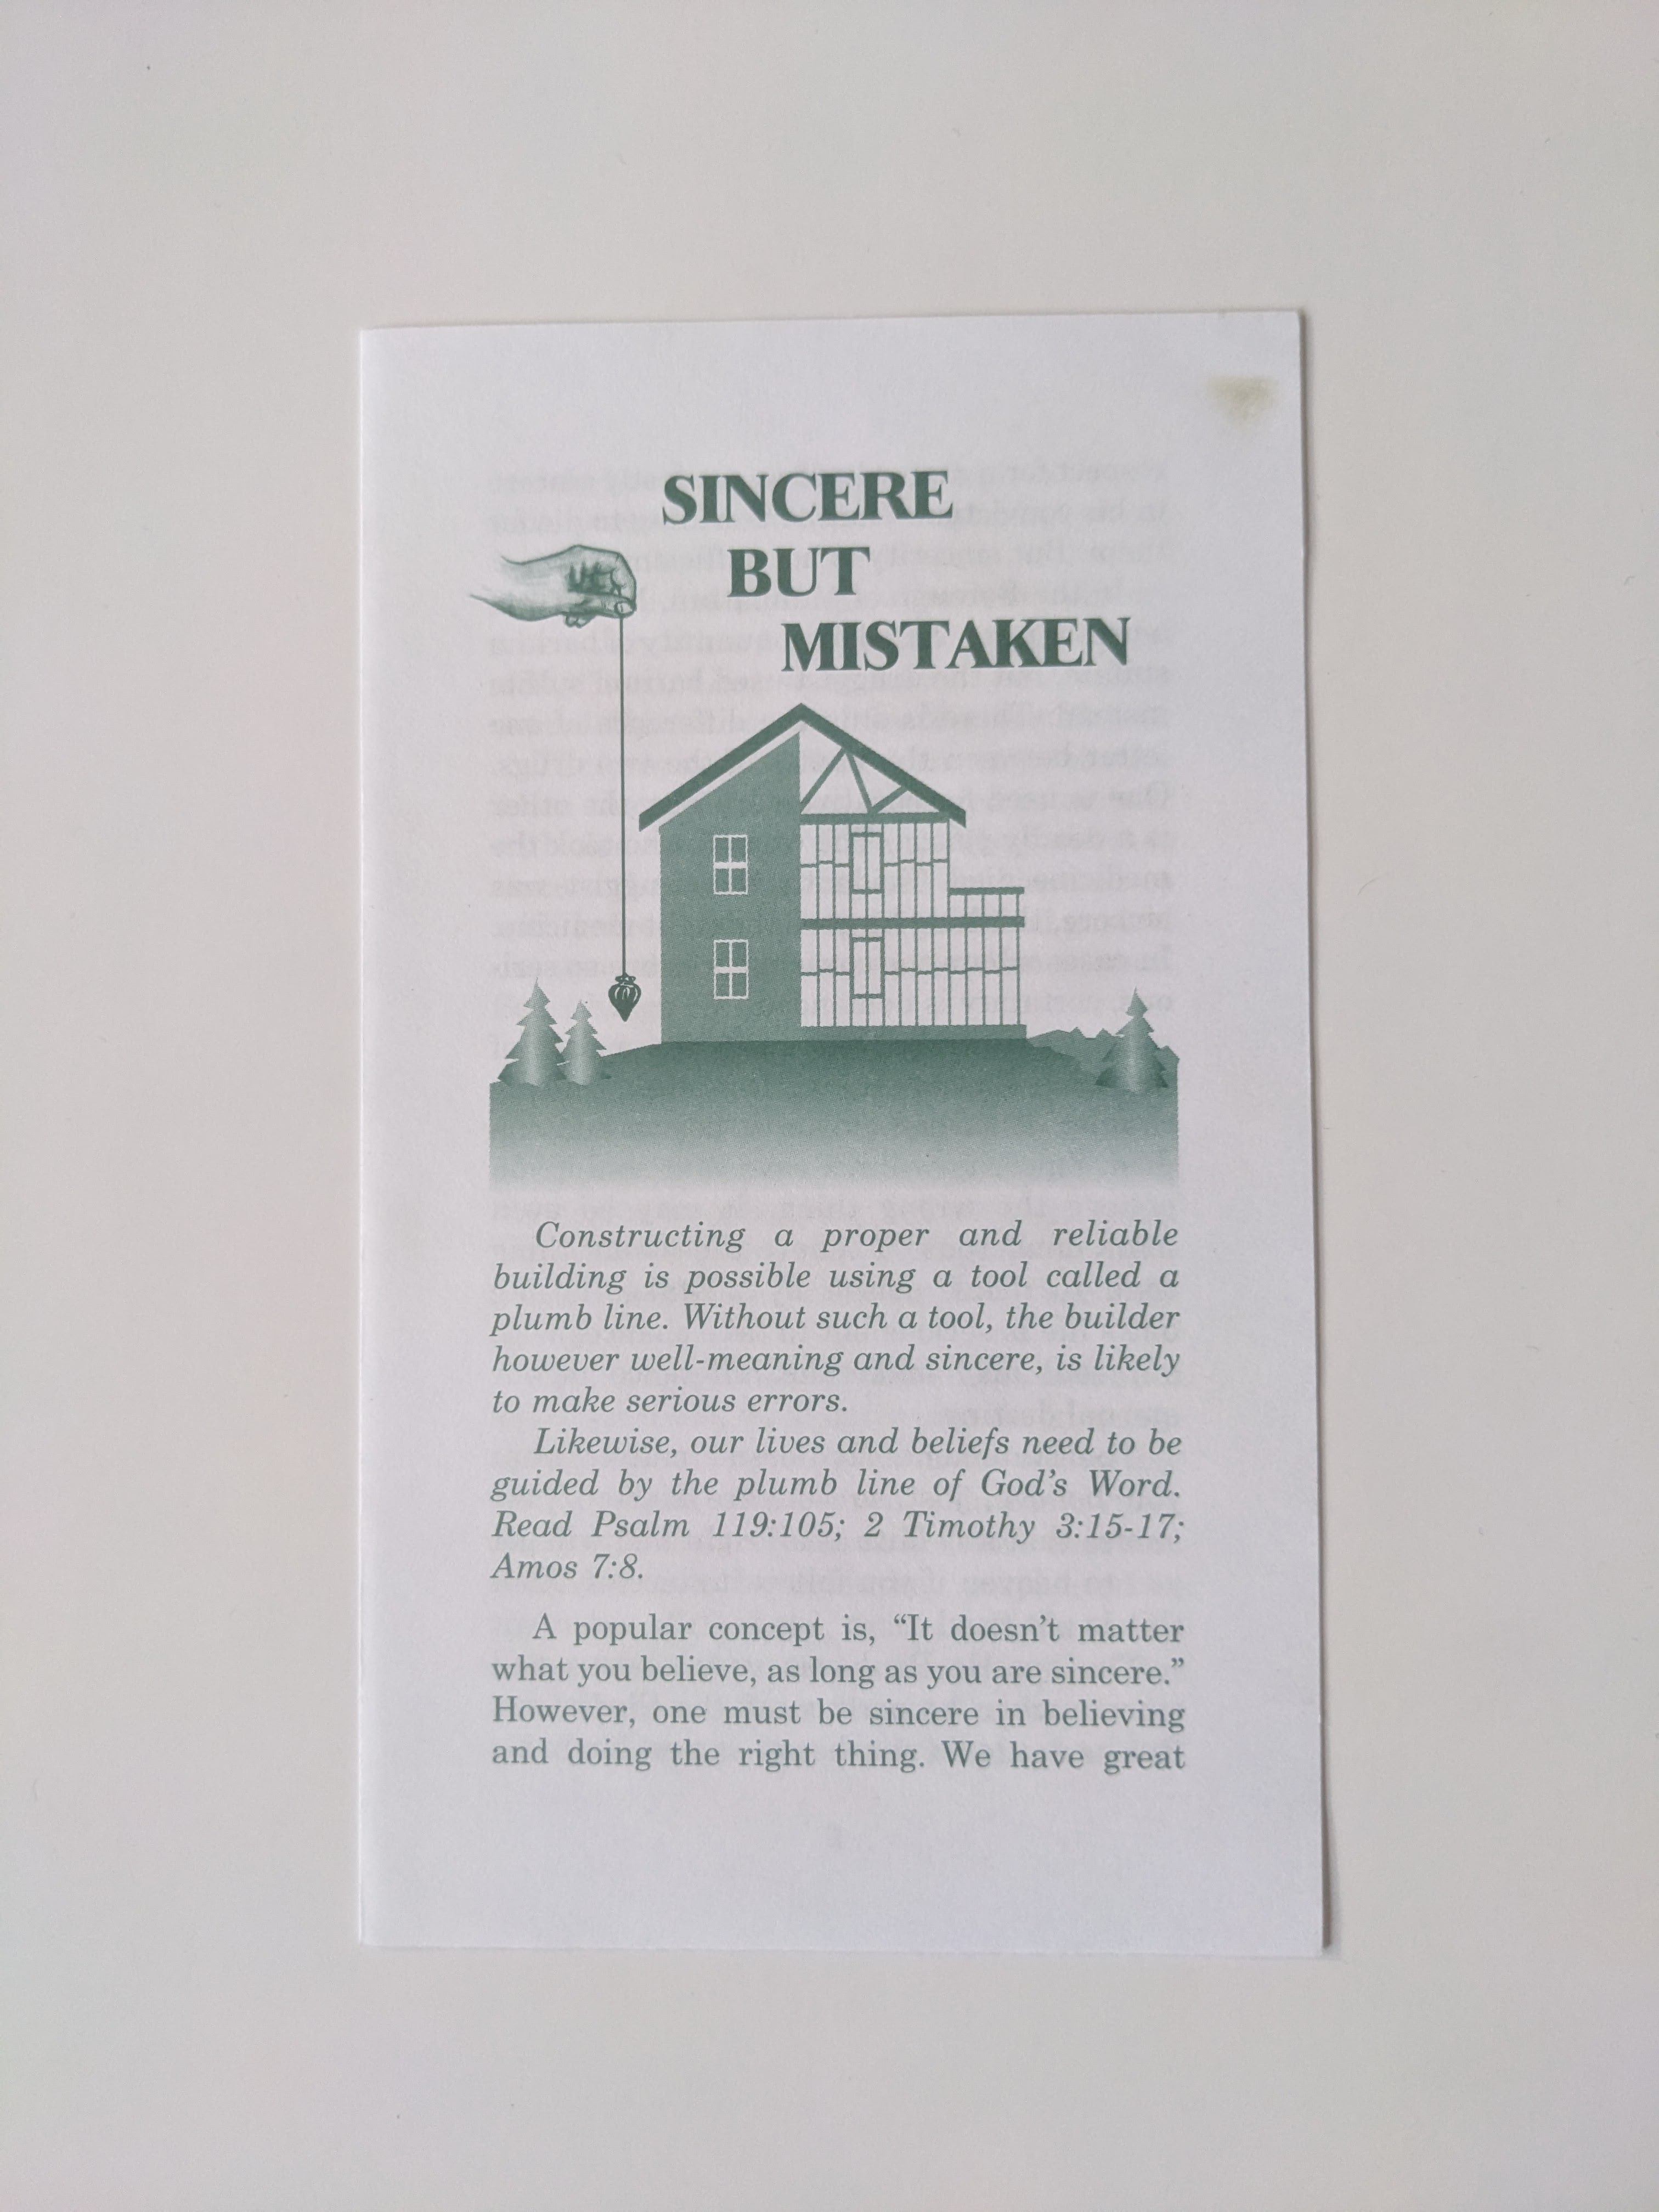 SINCERE
BUT
MISTAKEN
Constructing a proper and reliable
building is possible using a tool called a
plumb line. Without such a tool, the builder
however well-meaning and sincere, is likely
to make serious errors.
Likewise, our lives and beliefs need to be
guided by the plumb line of God’s Word.
Read Psalm 119:105; 2 Timothy 3:15-17;
Amos 7:8.
A popular concept is, “It doesn’t matter
what you believe, as long as you are sincere.”
However, one must be sincere in believing
and doing the right thing. We have great